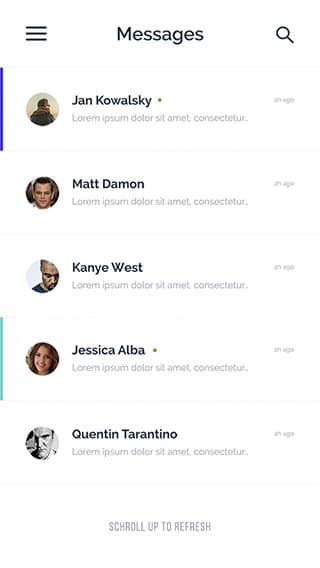 Messages
Jan Kowalsky
2h ago
Lorem ipsum dolor sit amet, consectetur..
Matt Damon
2h ago
Lorem ipsum dolor sit amet, consectetur..
Kanye West
2h ago
Lorem ipsum dolor sit amet, consectetur..
Jessica Alba
2h ago
Lorem ipsum dolor sit amet, consectetur..
Quentin Tarantino
2h ago
Lorem ipsum dolor sit amet, consectetur..
SCROLL UP TO REFRESH